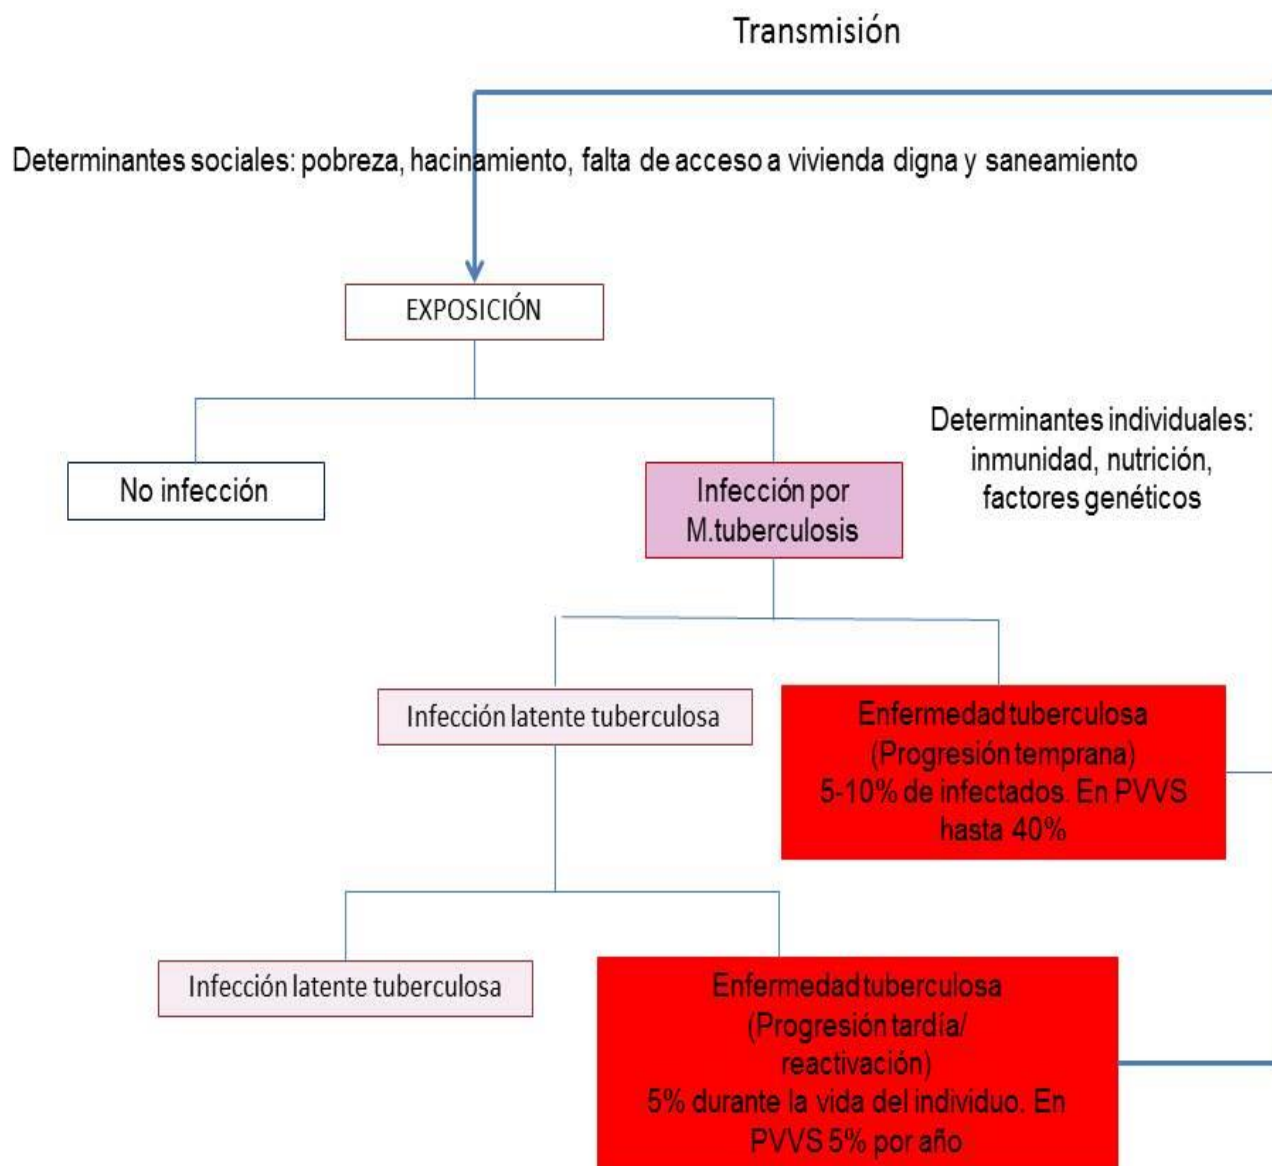 Transmisión
Determinantes sociales: pobreza, hacinamiento, falta de acceso a vivienda digna y saneamiento
EXPOSICIÓN
Determinantes individuales:
inmunidad, nutrición,
factores genéticos
No infección
Infección por
M.tuberculosis
Infección latente tuberculosa
Enfermedad tuberculosa
(Progresión temprana)
5-10% de infectados. En PVVS
hasta 40%
Infección latente tuberculosa
Enfermedad tuberculosa
(Progresión tardía/
reactivación)
5% durante la vida del individuo. En
PVVS 5% por año